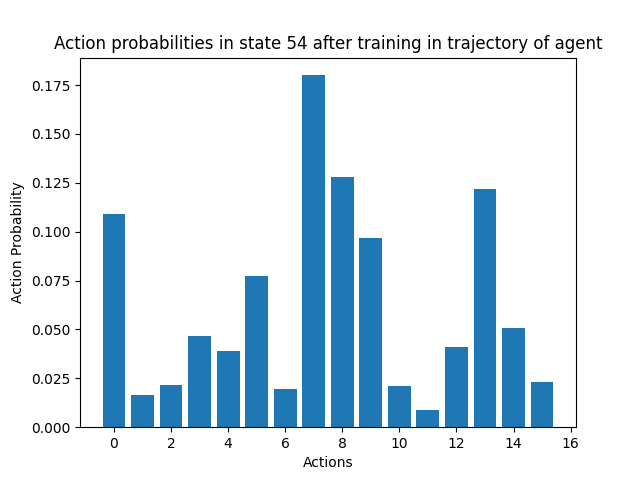 Action probabilities in state 54 after training in trajectory of agent
Action Probability
0.175
0.150
0.125
0.100
0.075
0.050
0.025
0.000
0 2 4 6 8 10 12 14 16
Actions